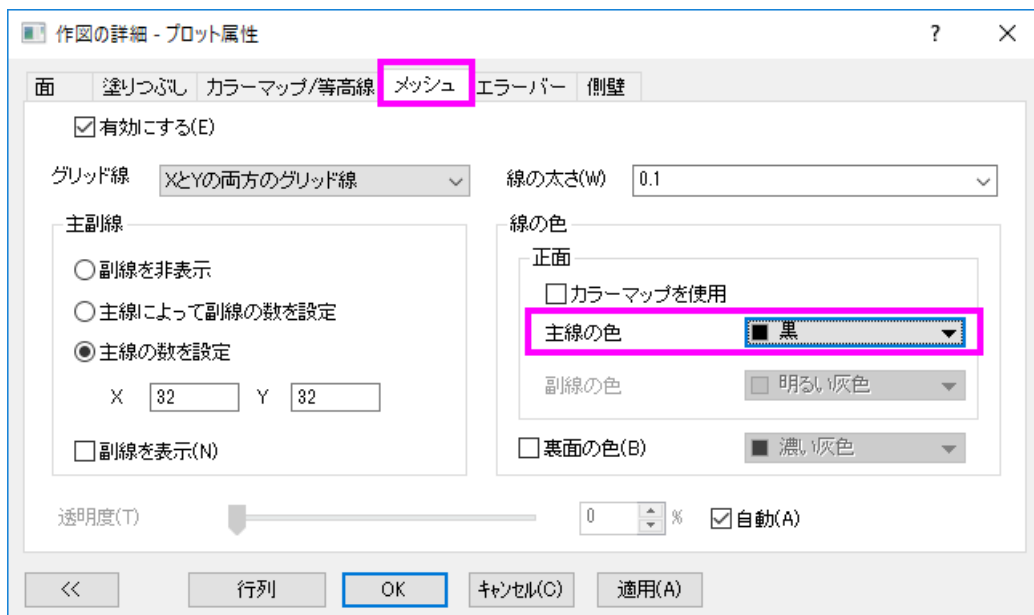 作図の詳細 - プロット属性 ?
面 塗りつぶし カラーマップ/等高線 メッシュ エラーバー 側壁
有効にする(E)
グリッド線 XとYの両方のグリッド線 線の太さ(W) 0.1
主副線 線の色
正面
副線を非表示
カラーマップを使用
主線によって副線の数を設定
主線の色 黒
主線の数を設定
副線の色 明るい灰色
X 32 Y 32
副線を表示(N) 裏面の色(B) 濃い灰色
透明度(T) 0 % 自動(A)
<< 行列 OK キャンセル(C) 適用(A)